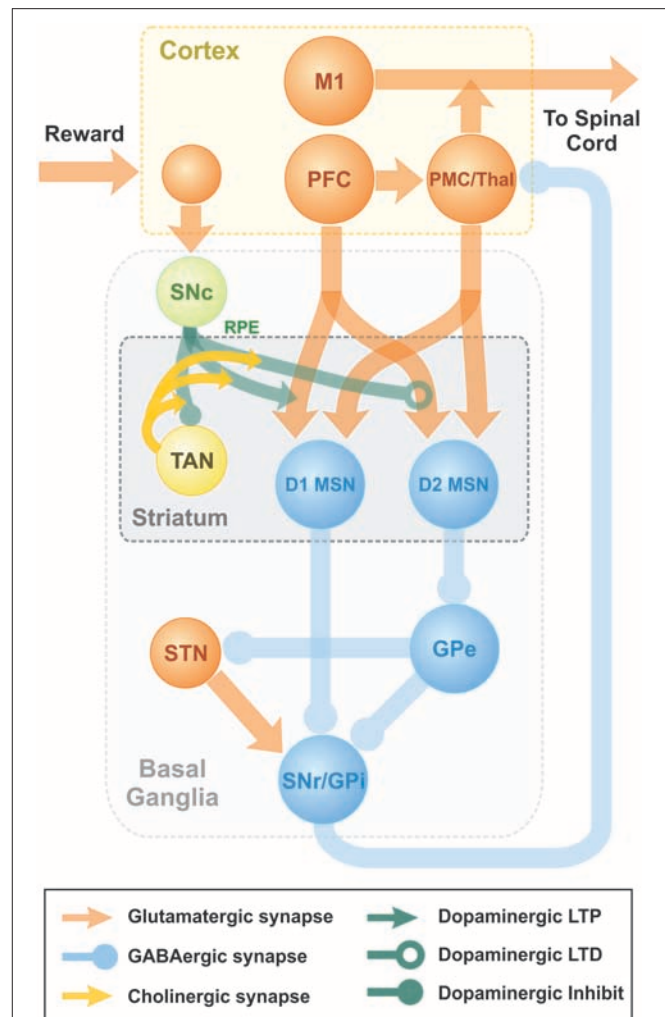 Cortex
M1
Reward
To Spinal
Cord
PFC
PMC/Thal
SNc
RPE
TAN
D1 MSN
D2 MSN
Striatum
STN
GPe
SNr/GPi
Basal
Ganglia
Glutamatergic synapse
Dopaminergic LTP
GABAergic synapse
Dopaminergic LTD
Cholinergic synapse
Dopaminergic Inhibit